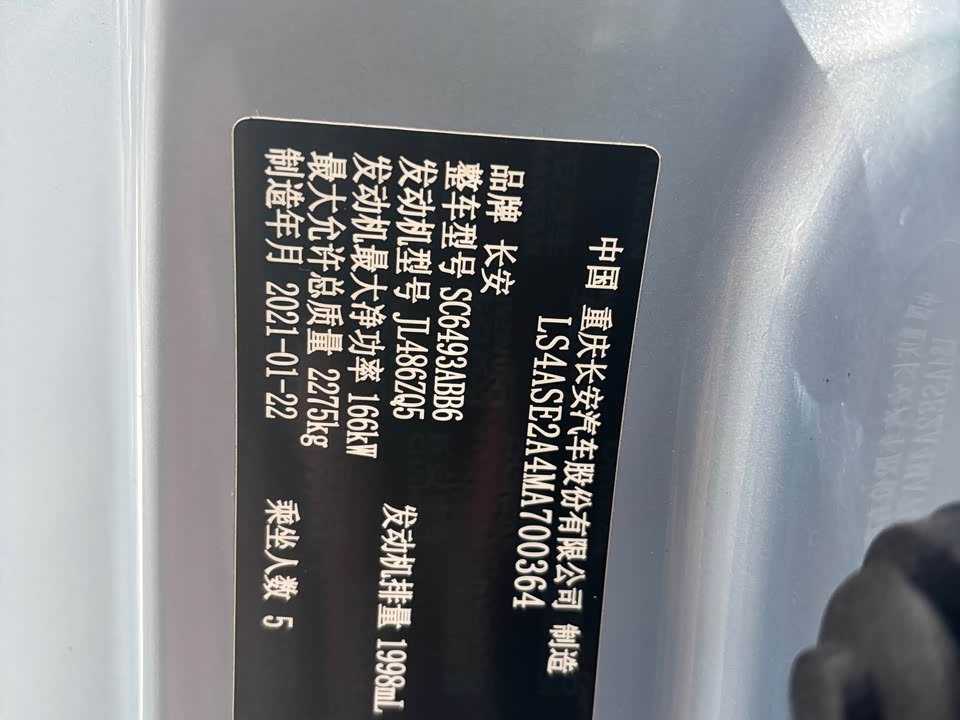 中国 重庆长安汽车股份有限公司 制造
LS4ASE2A4MA700364
品牌 长安
整车型号 SC6493ABB6
发动机型号 JL486ZQ5 发动机排量 1998mL
发动机最大净功率 166kW
最大允许总质量 2275kg
制造年月 2021-01-22 乘坐人数 5